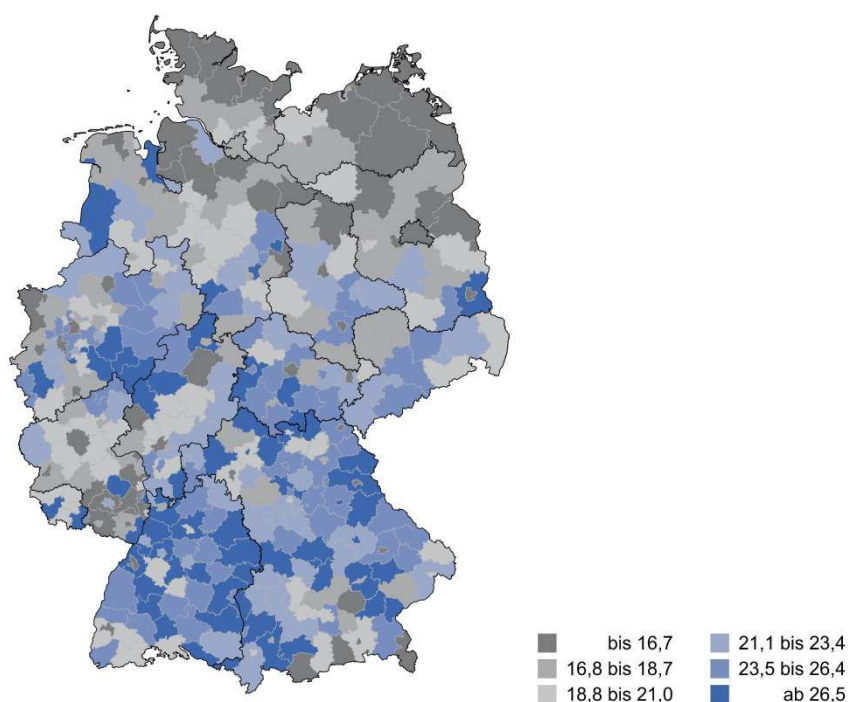 bis 16,7
16,8 bis 18,7
18,8 bis 21,0
21,1 bis 23,4
23,5 bis 26,4
ab 26,5